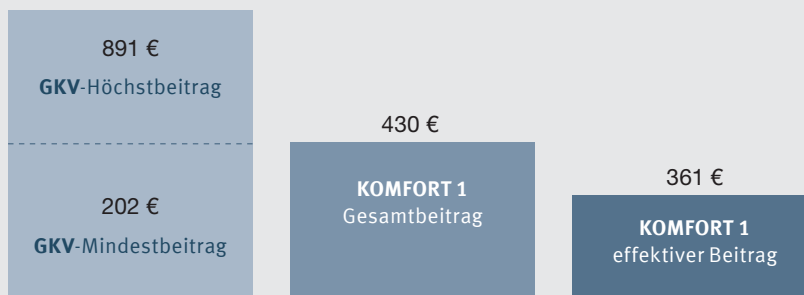 891 €
GKV-Höchstbeitrag
202 €
GKV-Mindestbeitrag
430 €
KOMFORT 1
Gesamtbeitrag
361 €
KOMFORT 1
effektiver Beitrag